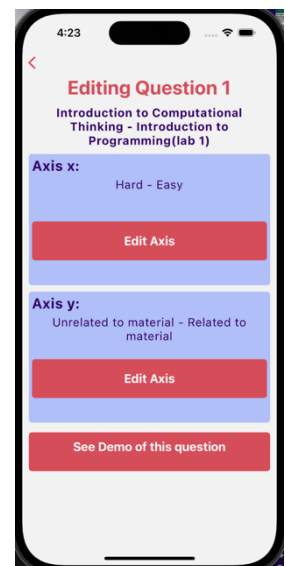 4:23
Editing Question 1
Introduction to Computational
Thinking - Introduction to
Programming(lab 1)
Axis x:
Hard - Easy
Edit Axis
Axis y:
Unrelated to material - Related to
material
Edit Axis
See Demo of this question